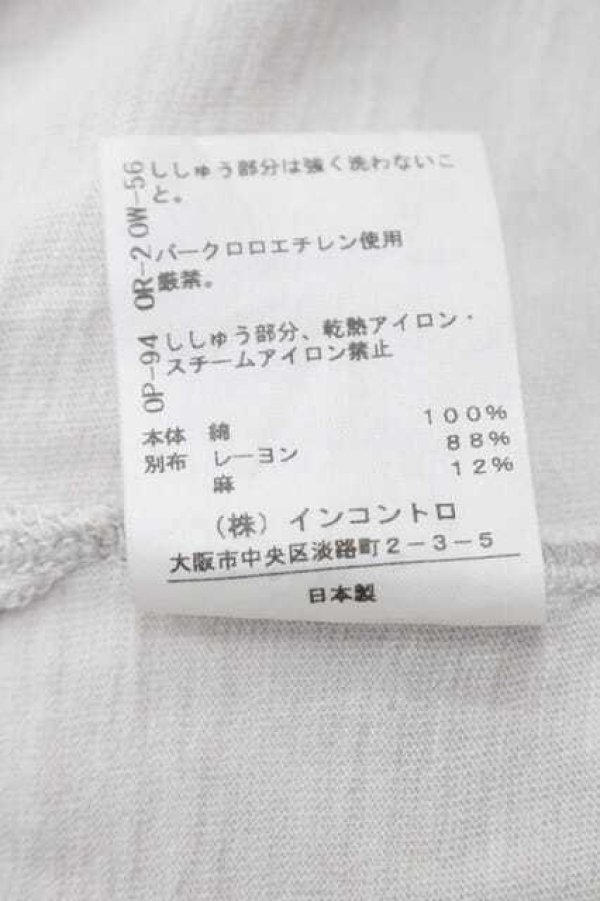 OW-56
ししゅう部分は強く洗わないこ
と。
OR-2
パークロロエチレン使用
厳禁。
OP-94
ししゅう部分、乾熱アイロン・
スチームアイロン禁止
本体 綿 100%
別布 レーヨン 88%
麻 12%
(株)インコントロ
大阪市中央区淡路町2-3-5
日本製